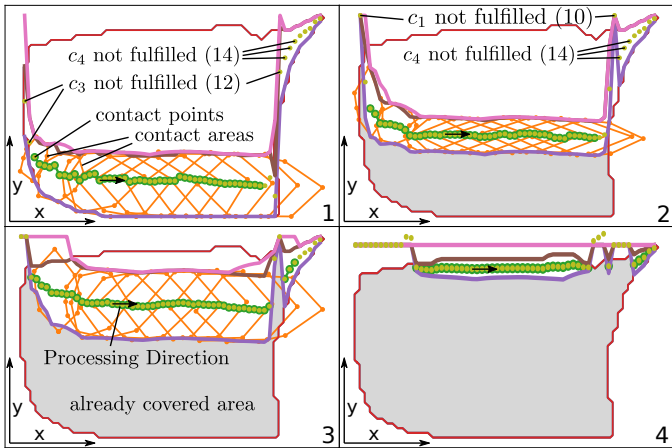 c₄ not fulfilled (14)
c₃ not fulfilled (12)
contact points
contact areas
y
x
1
c₁ not fulfilled (10)
c₄ not fulfilled (14)
y
x
2
Processing Direction
already covered area
y
x
3
y
x
4